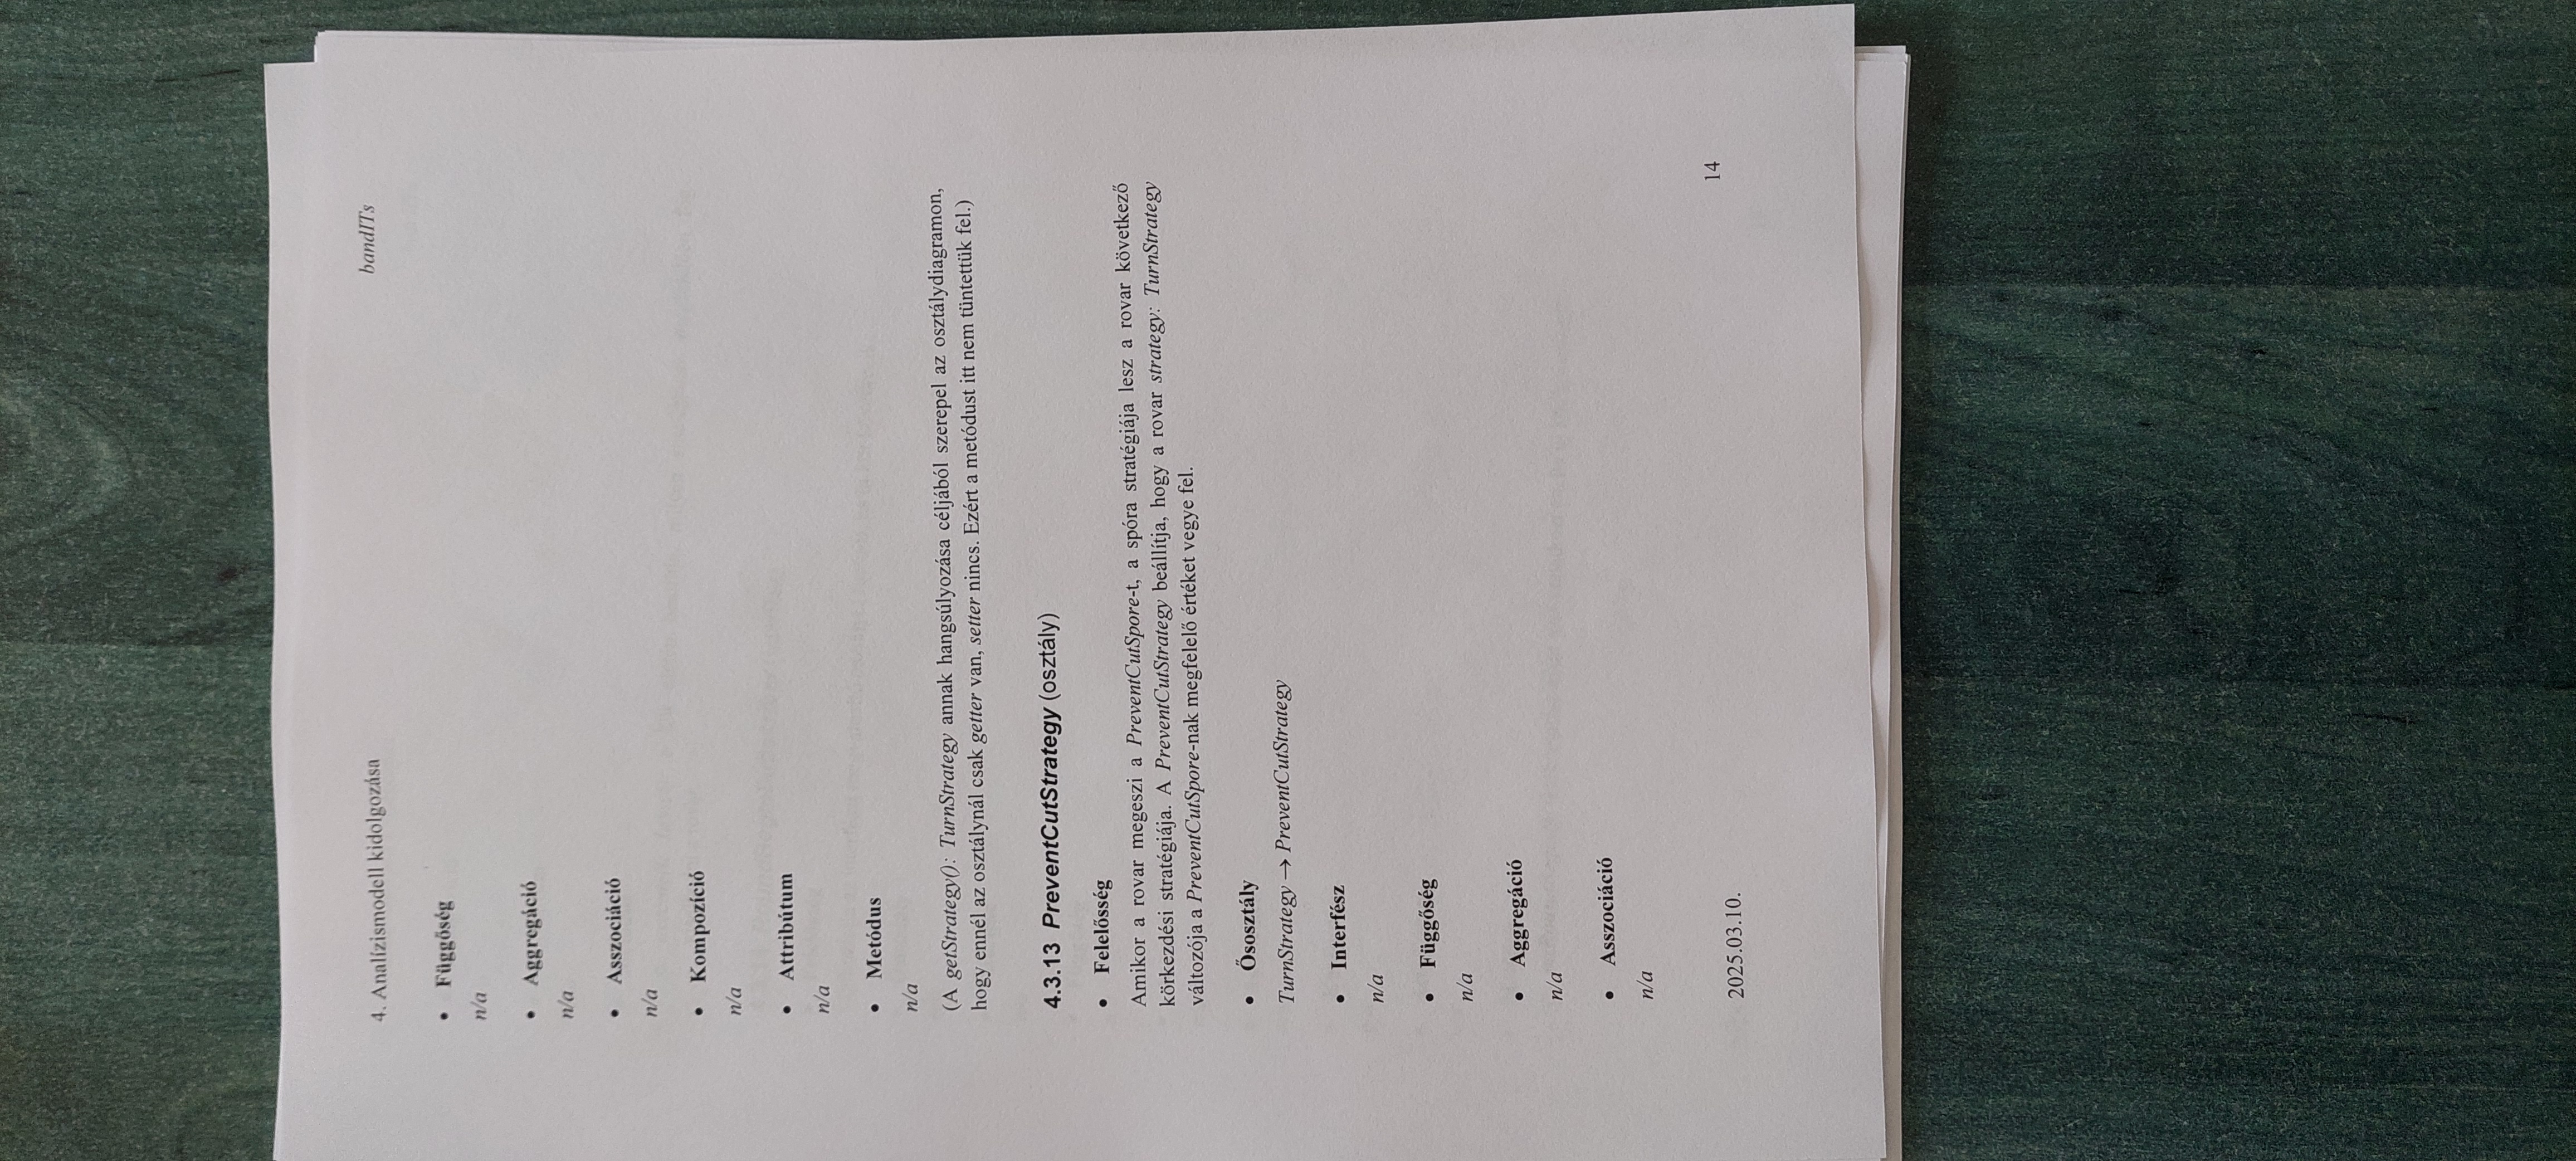 4. Analízismodell kidolgozása bandITs
• Függőség
n/a
• Aggregáció
n/a
• Asszociáció
n/a
• Kompozíció
n/a
• Attribútum
n/a
• Metódus
n/a
(A getStrategy(): TurnStrategy annak hangsúlyozása céljából szerepel az osztálydiagramon,
hogy ennél az osztálynál csak getter van, setter nincs. Ezért a metódust itt nem tüntettük fel.)
4.3.13 PreventCutStrategy (osztály)
• Felelősség
Amikor a rovar megeszi a PreventCutSpore-t, a spóra stratégiája lesz a rovar következő
körkezdési stratégiája. A PreventCutStrategy beállítja, hogy a rovar strategy: TurnStrategy
változója a PreventCutSpore-nak megfelelő értéket vegye fel.
• Ősosztály
TurnStrategy → PreventCutStrategy
• Interfész
n/a
• Függőség
n/a
• Aggregáció
n/a
• Asszociáció
n/a
2025.03.10. 14